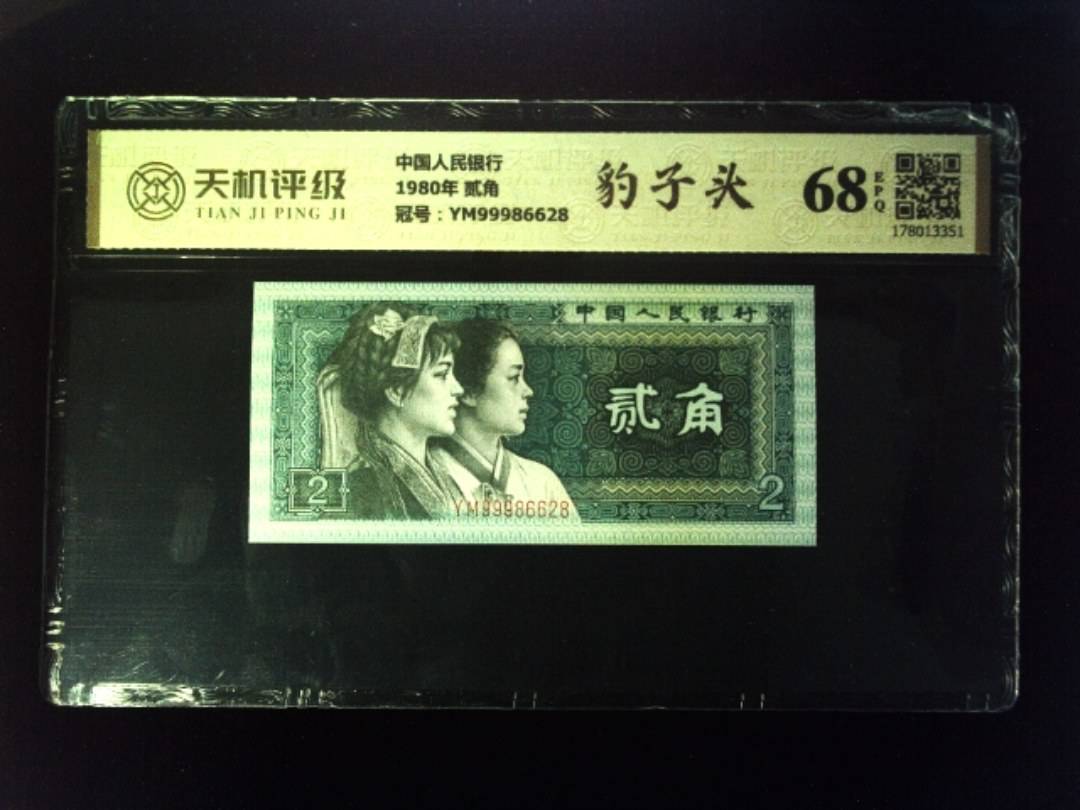 天机评级
TIAN JI PING JI
中国人民银行
1980年 贰角
冠号：YM99986628
豹子头
68
EPQ
178013351
中国人民银行
贰角
2
2
YM99986628